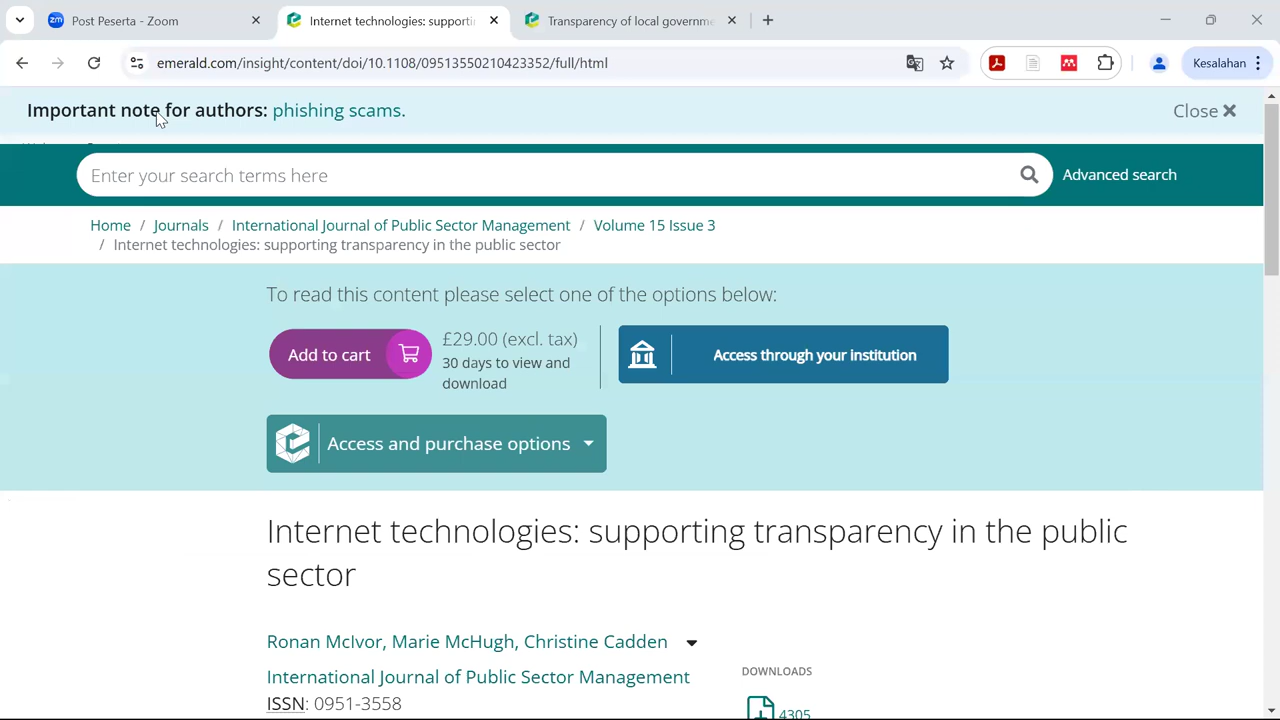 Post Peserta - Zoom
Internet technologies: supporti
Transparency of local governme
emerald.com/insight/content/doi/10.1108/09513550210423352/full/html
Kesalahan
Important note for authors: phishing scams.
Close
Enter your search terms here
Advanced search
Home / Journals / International Journal of Public Sector Management / Volume 15 Issue 3
/ Internet technologies: supporting transparency in the public sector
To read this content please select one of the options below:
Add to cart
£29.00 (excl. tax)
30 days to view and
download
Access through your institution
Access and purchase options
Internet technologies: supporting transparency in the public
sector
Ronan McIvor, Marie McHugh, Christine Cadden
International Journal of Public Sector Management
ISSN: 0951-3558
DOWNLOADS
4305